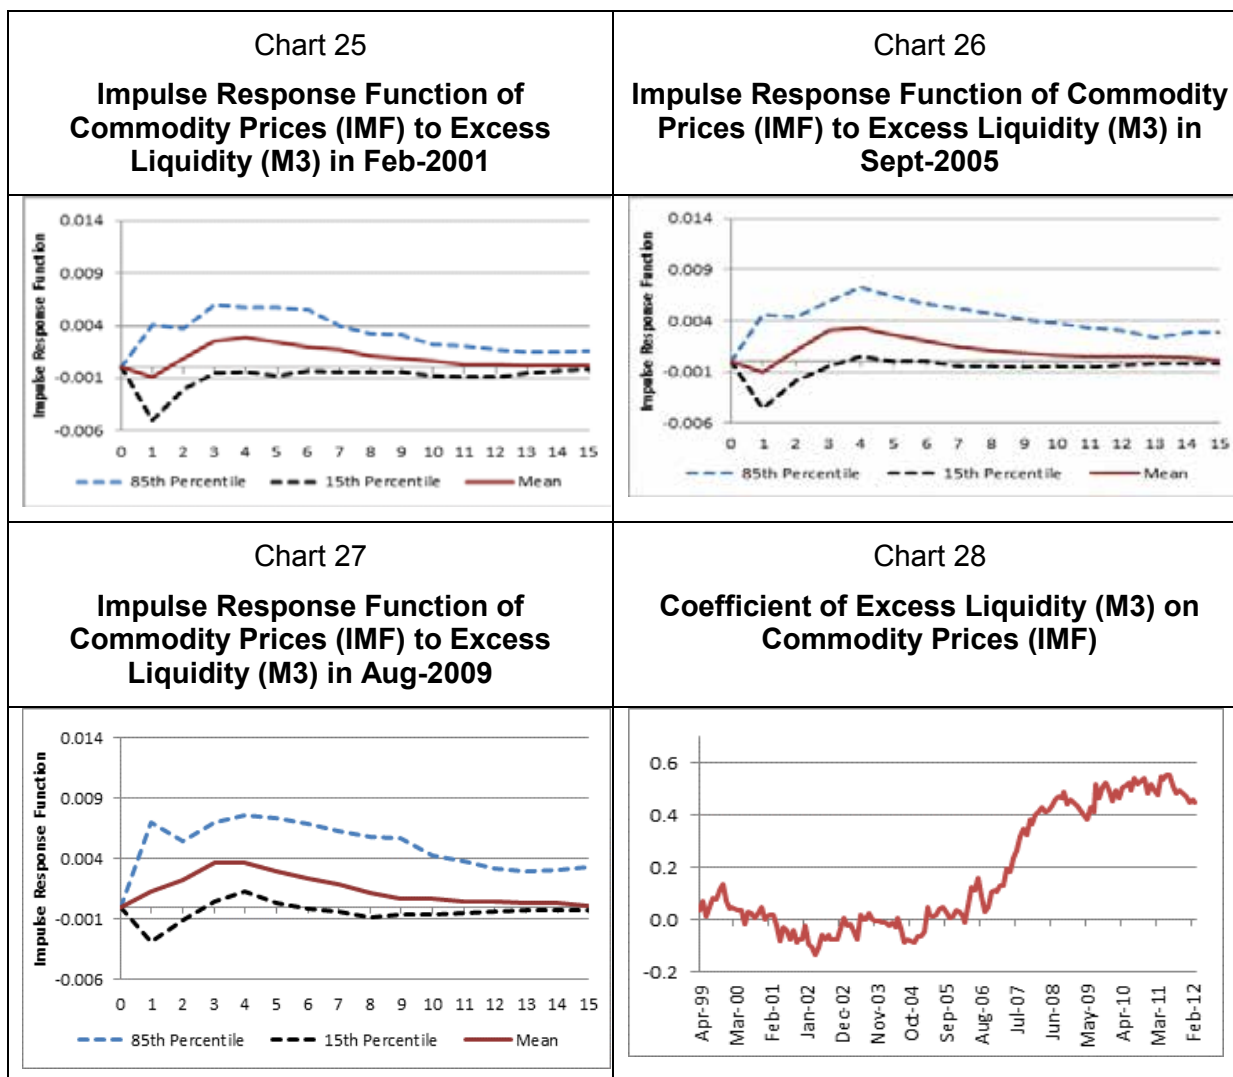 Chart 25
Impulse Response Function of
Commodity Prices (IMF) to Excess
Liquidity (M3) in Feb-2001
Chart 26
Impulse Response Function of Commodity
Prices (IMF) to Excess Liquidity (M3) in
Sept-2005
Impulse Response Function
0.014
0.009
0.004
-0.001
-0.006
0 1 2 3 4 5 6 7 8 9 10 11 12 13 14 15
85th Percentile 15th Percentile Mean
Impulse Response Function
0.014
0.009
0.004
-0.001
-0.006
0 1 2 3 4 5 6 7 8 9 10 11 12 13 14 15
85th Percentile 15th Percentile Mean
Chart 27
Impulse Response Function of
Commodity Prices (IMF) to Excess
Liquidity (M3) in Aug-2009
Chart 28
Coefficient of Excess Liquidity (M3) on
Commodity Prices (IMF)
Impulse Response Function
0.014
0.009
0.004
-0.001
-0.006
0 1 2 3 4 5 6 7 8 9 10 11 12 13 14 15
85th Percentile 15th Percentile Mean
0.6
0.4
0.2
0.0
-0.2
Apr-99
Mar-00
Feb-01
Jan-02
Dec-02
Nov-03
Oct-04
Sep-05
Aug-06
Jul-07
Jun-08
May-09
Apr-10
Mar-11
Feb-12